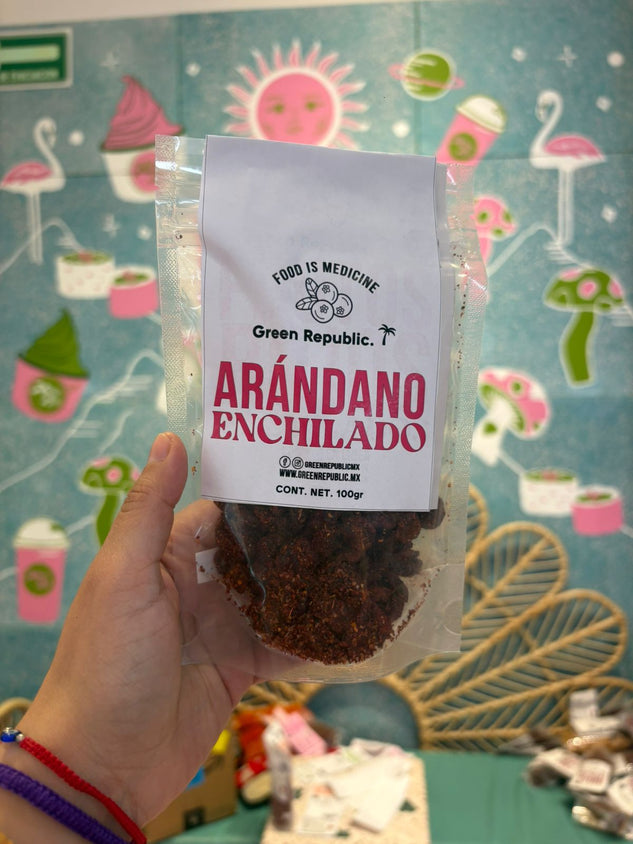 FOOD IS MEDICINE
Green Republic.
ARÁNDANO
ENCHILADO
GREENREPUBLICMX
WWW.GREENREPUBLIC.MX
CONT. NET. 100gr